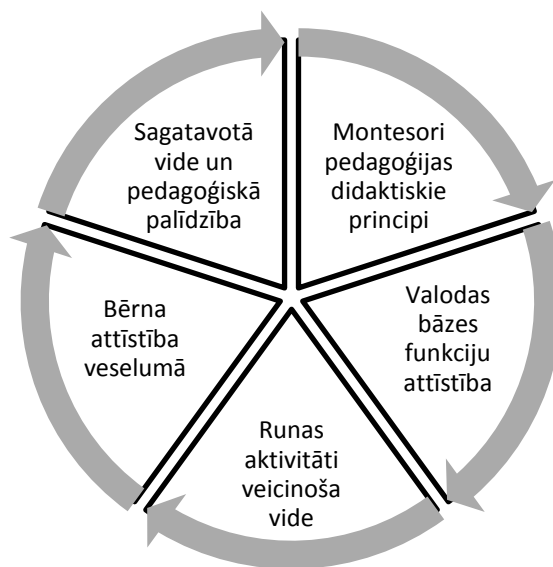 Sagatavotā
vide un
pedagoģiskā
palīdzība
Montesori
pedagoģijas
didaktiskie
principi
Valodas
bāzes
funkciju
attīstība
Runas
aktivitāti
veicinoša
vide
Bērna
attīstība
veselumā